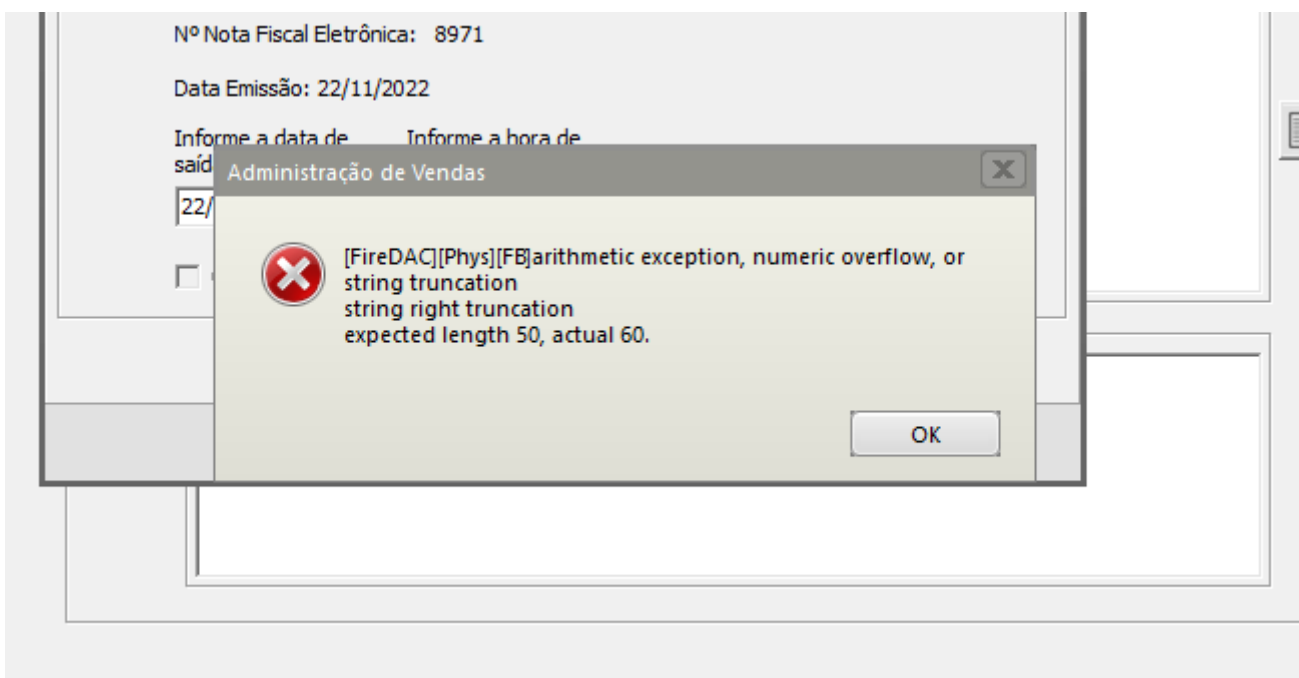 Nº Nota Fiscal Eletrônica: 8971
Data Emissão: 22/11/2022
Informe a data de Informe a hora de
saíd
Administração de Vendas
22/
[FireDAC][Phys][FB]arithmetic exception, numeric overflow, or
string truncation
string right truncation
expected length 50, actual 60.
OK